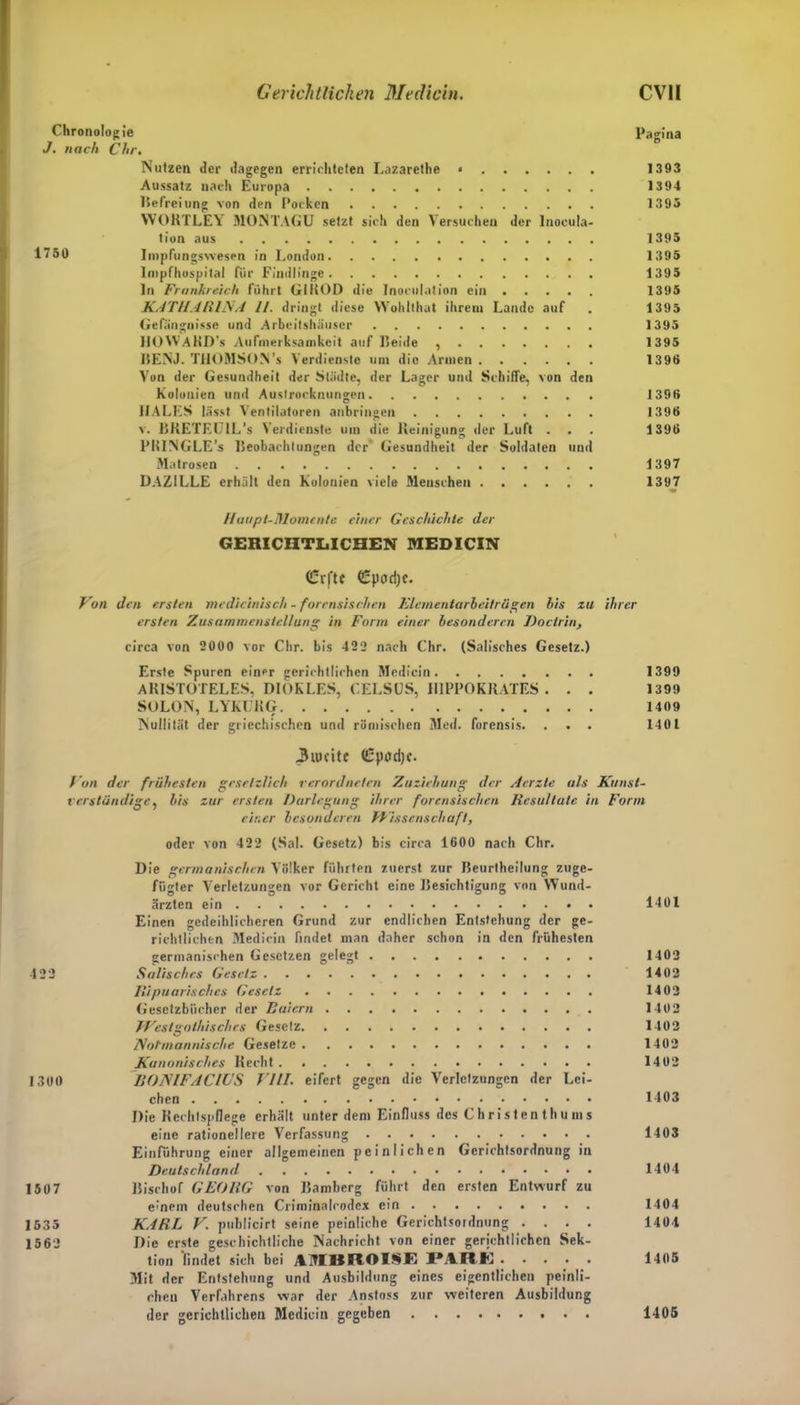 Gerichtlichen Medicin. CVII
Chronologie Pagina
J. nach Chr.
Nutzen der dagegen errichteten Lazarethe . . . . . . . 1393
Aussatz nach Europa . . . . . . . . . . . . . . 1394
Befreiung von den Pocken . . . . . . . . . . . . 1395
WORTLEY MONTAGU setzt sich den Versuchen der Inocula-
tion aus . . . . . . . . . . . . . . . . . 1395
1750 Impfungswesen in London . . . . . . . . . . . . . 1395
Impfhospital für Findlinge . . . . . . . . . . . . . 1395
In Frankreich führt GIROD die Inoculation ein . . . . . 1395
KATHARINA II. dringt diese Wohlthat ihrem Lande auf . 1395
Gefängnisse und Arbeitshäuser . . . . . . . . . . . 1395
HOWARD's Aufmerksamkeit auf Beide , . . . . . . . . 1395
BENJ. THOMSON's Verdienste um die Armen . . . . . . 1396
Von der Gesundheit der Städte, der Lager und Schiffe, von den
Kolonien und Austrocknungen . . . . . . . . . . . 1396
HALES lässt Ventilatoren anbringen . . . . . . . . . 1396
v. BRETEUIL's Verdienste um die Reinigung der Luft . . . 1396
PRINGLE's Beobachtungen der Gesundheit der Soldaten und
Matrosen . . . . . . . . . . . . . . . . . 1397
DAZILLE erhält den Kolonien viele Menschen . . . . . . 1397
Haupt-Momente einer Geschichte der
GERICHTLICHEN MEDICIN
Erste Epoche.
Von den ersten medicinisch-forensischen Elementarbeiträgen bis zu ihrer
ersten Zusammenstellung in Form einer besonderen Doctrin,
circa von 2000 vor Chr. bis 422 nach Chr. (Salisches Gesetz.)
Erste Spuren einer gerichtlichen Medicin . . . . . . . . 1399
ARISTOTELES, DIOKLES, CELSUS, HIPPOKRATES . . . 1399
SOLON, LYKURG . . . . . . . . . . . . . . . 1409
Nullität der griechischen und römischen Med. forensis. . . . 1401
Zweite Epoche.
Von der frühesten gesetzlich verordneten Zuziehung der Aerzte als Kunst-
verständige, bis zur ersten Darlegung ihrer forensischen Resultate in Form
einer besonderen Wissenschaft,
oder von 422 (Sal. Gesetz) bis circa 1600 nach Chr.
Die germanischen Völker führten zuerst zur Beurtheilung zuge-
fügter Verletzungen vor Gericht eine Besichtigung von Wund-
ärzten ein . . . . . . . . . . . . . . . . . 1401
Einen gedeihlicheren Grund zur endlichen Entstehung der ge-
richtlichen Medicin findet man daher schon in den frühesten
germanischen Gesetzen gelegt . . . . . . . . . . . 1402
422 Salisches Gesetz . . . . . . . . . . . . . . . . 1402
Ripuarisches Gesetz . . . . . . . . . . . . . . 1402
Gesetzbücher der Baiern . . . . . . . . . . . . . 1402
Westgothisches Gesetz . . . . . . . . . . . . . . 1402
Notmannische Gesetze . . . . . . . . . . . . . . 1402
Kanonisches Recht . . . . . . . . . . . . . . . 1402
1300 BONIFACIUS VIII. eifert gegen die Verletzungen der Lei-
chen . . . . . . . . . . . . . . . . . . . 1403
Die Rechtspflege erhält unter dem Einfluss des Christenthums
eine rationellere Verfassung . . . . . . . . . . . 1403
Einführung einer allgemeinen peinlichen Gerichtsordnung in
Deutschland . . . . . . . . . . . . . . . . 1404
1507 Bischof GEORG von Bamberg führt den ersten Entwurf zu
einem deutschen Criminalcodex ein . . . . . . . . . 1404
1535 KARL V. publicirt seine peinliche Gerichtsordnung . . . . 1404
1562 Die erste geschichtliche Nachricht von einer gerichtlichen Sek-
tion findet sich bei AMBROISE PARE . . . . . 1405
Mit der Entstehung und Ausbildung eines eigentlichen peinli-
chen Verfahrens war der Anstoss zur weiteren Ausbildung
der gerichtlichen Medicin gegeben . . . . . . . . . 1405